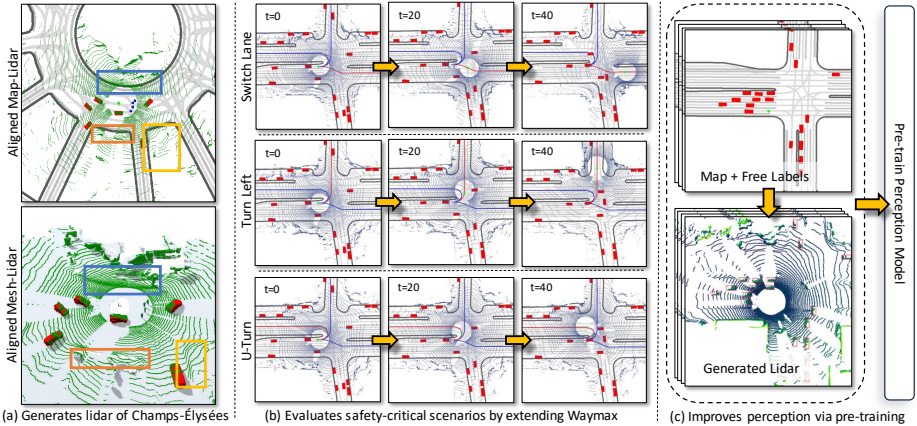 Aligned Map-Lidar
Aligned Mesh-Lidar
(a) Generates lidar of Champs-Élysées
Switch Lane
t=0
t=20
t=40
Turn Left
t=0
t=20
t=40
U-Turn
t=0
t=20
t=40
(b) Evaluates safety-critical scenarios by extending Waymax
Map + Free Labels
Generated Lidar
Pre-train Perception Model
(c) Improves perception via pre-training